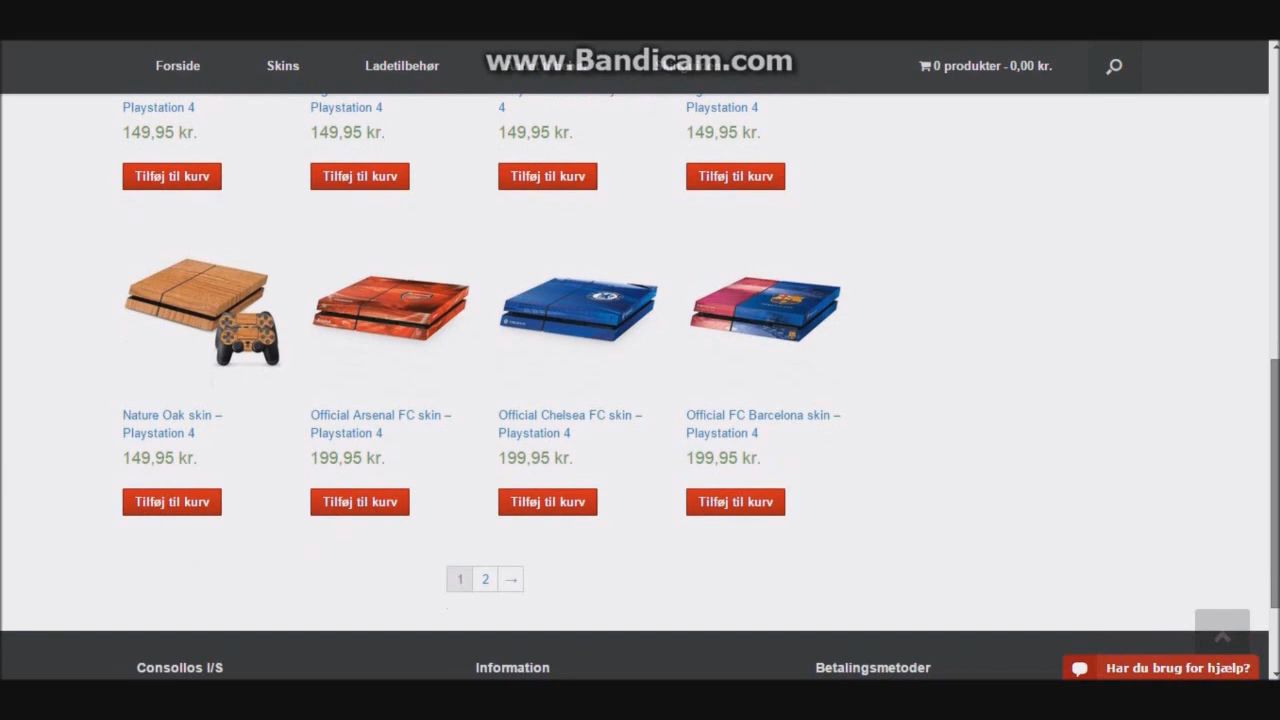 www.Bandicam.com
Forside
Skins
Ladetilbehør
0 produkter - 0,00 kr.
Playstation 4
Playstation 4
4
Playstation 4
149,95 kr.
149,95 kr.
149,95 kr.
149,95 kr.
Tilføj til kurv
Tilføj til kurv
Tilføj til kurv
Tilføj til kurv
Nature Oak skin –
Playstation 4
149,95 kr.
Tilføj til kurv
Official Arsenal FC skin –
Playstation 4
199,95 kr.
Tilføj til kurv
Official Chelsea FC skin –
Playstation 4
199,95 kr.
Tilføj til kurv
Official FC Barcelona skin –
Playstation 4
199,95 kr.
Tilføj til kurv
1 2 →
Consollos I/S
Information
Betalingsmetoder
Har du brug for hjælp?